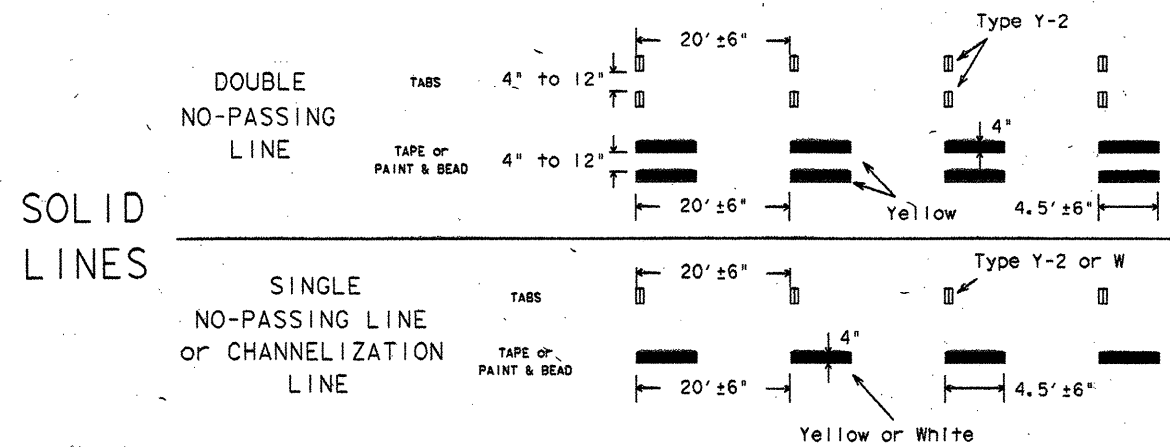 Type Y-2
20' ±6"
DOUBLE
NO-PASSING
LINE
TABS
4" to 12"
TAPE or
PAINT & BEAD
4" to 12"
4"
20' ±6"
Yellow
4.5' ±6"
SOLID
LINES
20' ±6"
Type Y-2 or W
SINGLE
NO-PASSING LINE
or CHANNELIZATION
LINE
TABS
TAPE or
PAINT & BEAD
4"
20' ±6"
4.5' ±6"
Yellow or White